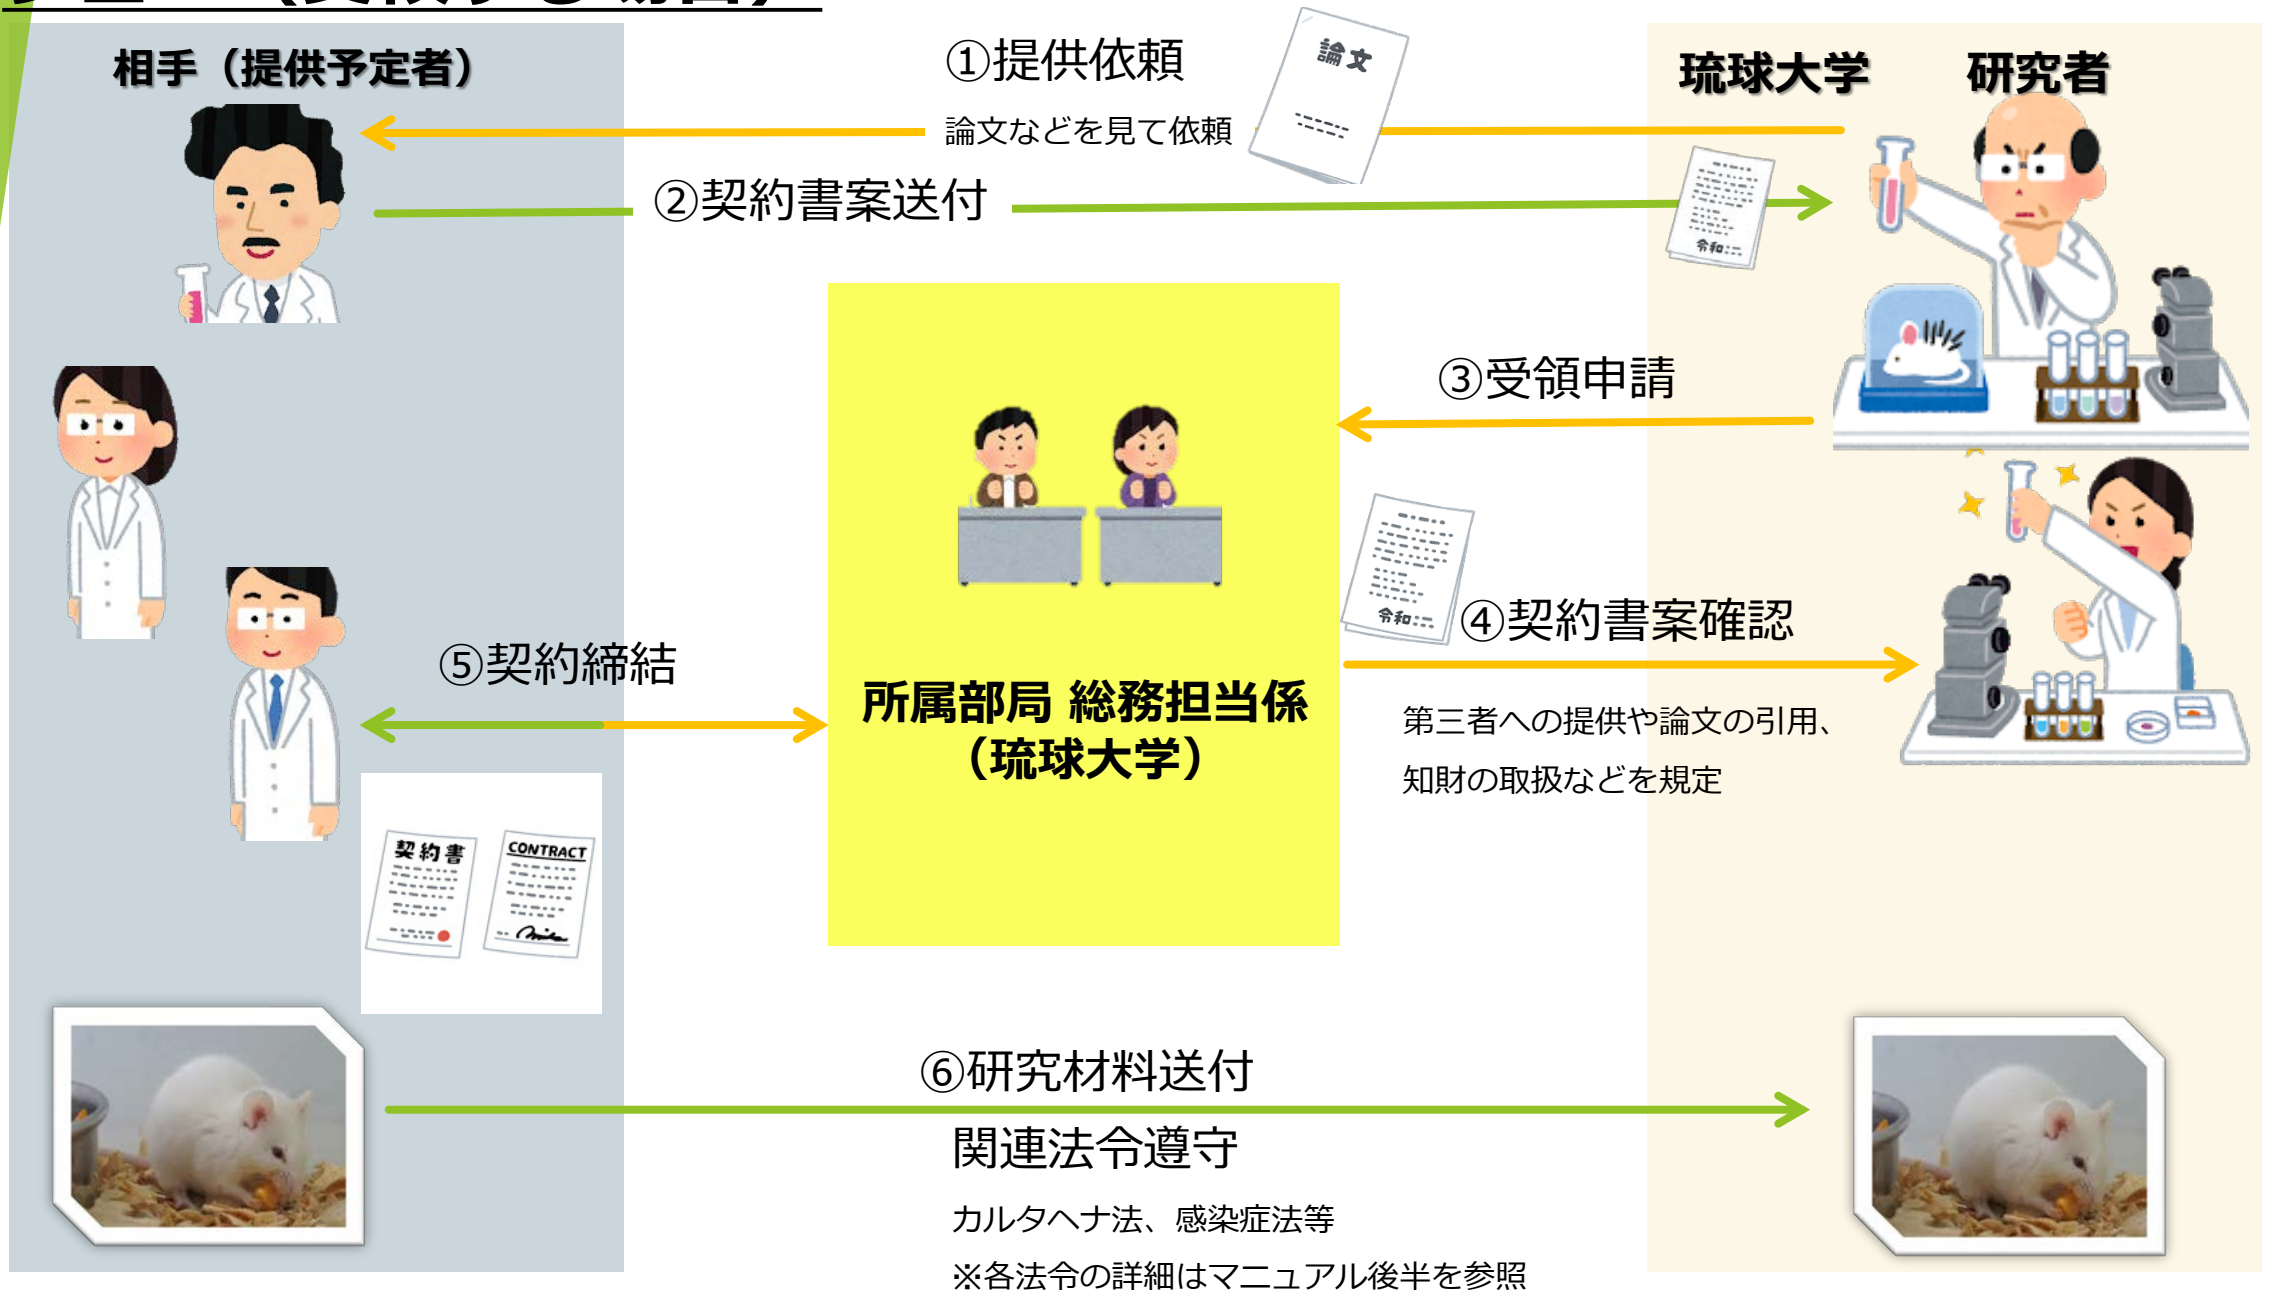 （受領する場合）
相手（提供予定者）
①提供依頼
論文などを見て依頼
論文
琉球大学　研究者
②契約書案送付
令和
③受領申請
令和
④契約書案確認
第三者への提供や論文の引用、
知財の取扱などを規定
⑤契約締結
所属部局 総務担当係
（琉球大学）
契約書
CONTRACT
⑥研究材料送付
関連法令遵守
カルタヘナ法、感染症法等
※各法令の詳細はマニュアル後半を参照